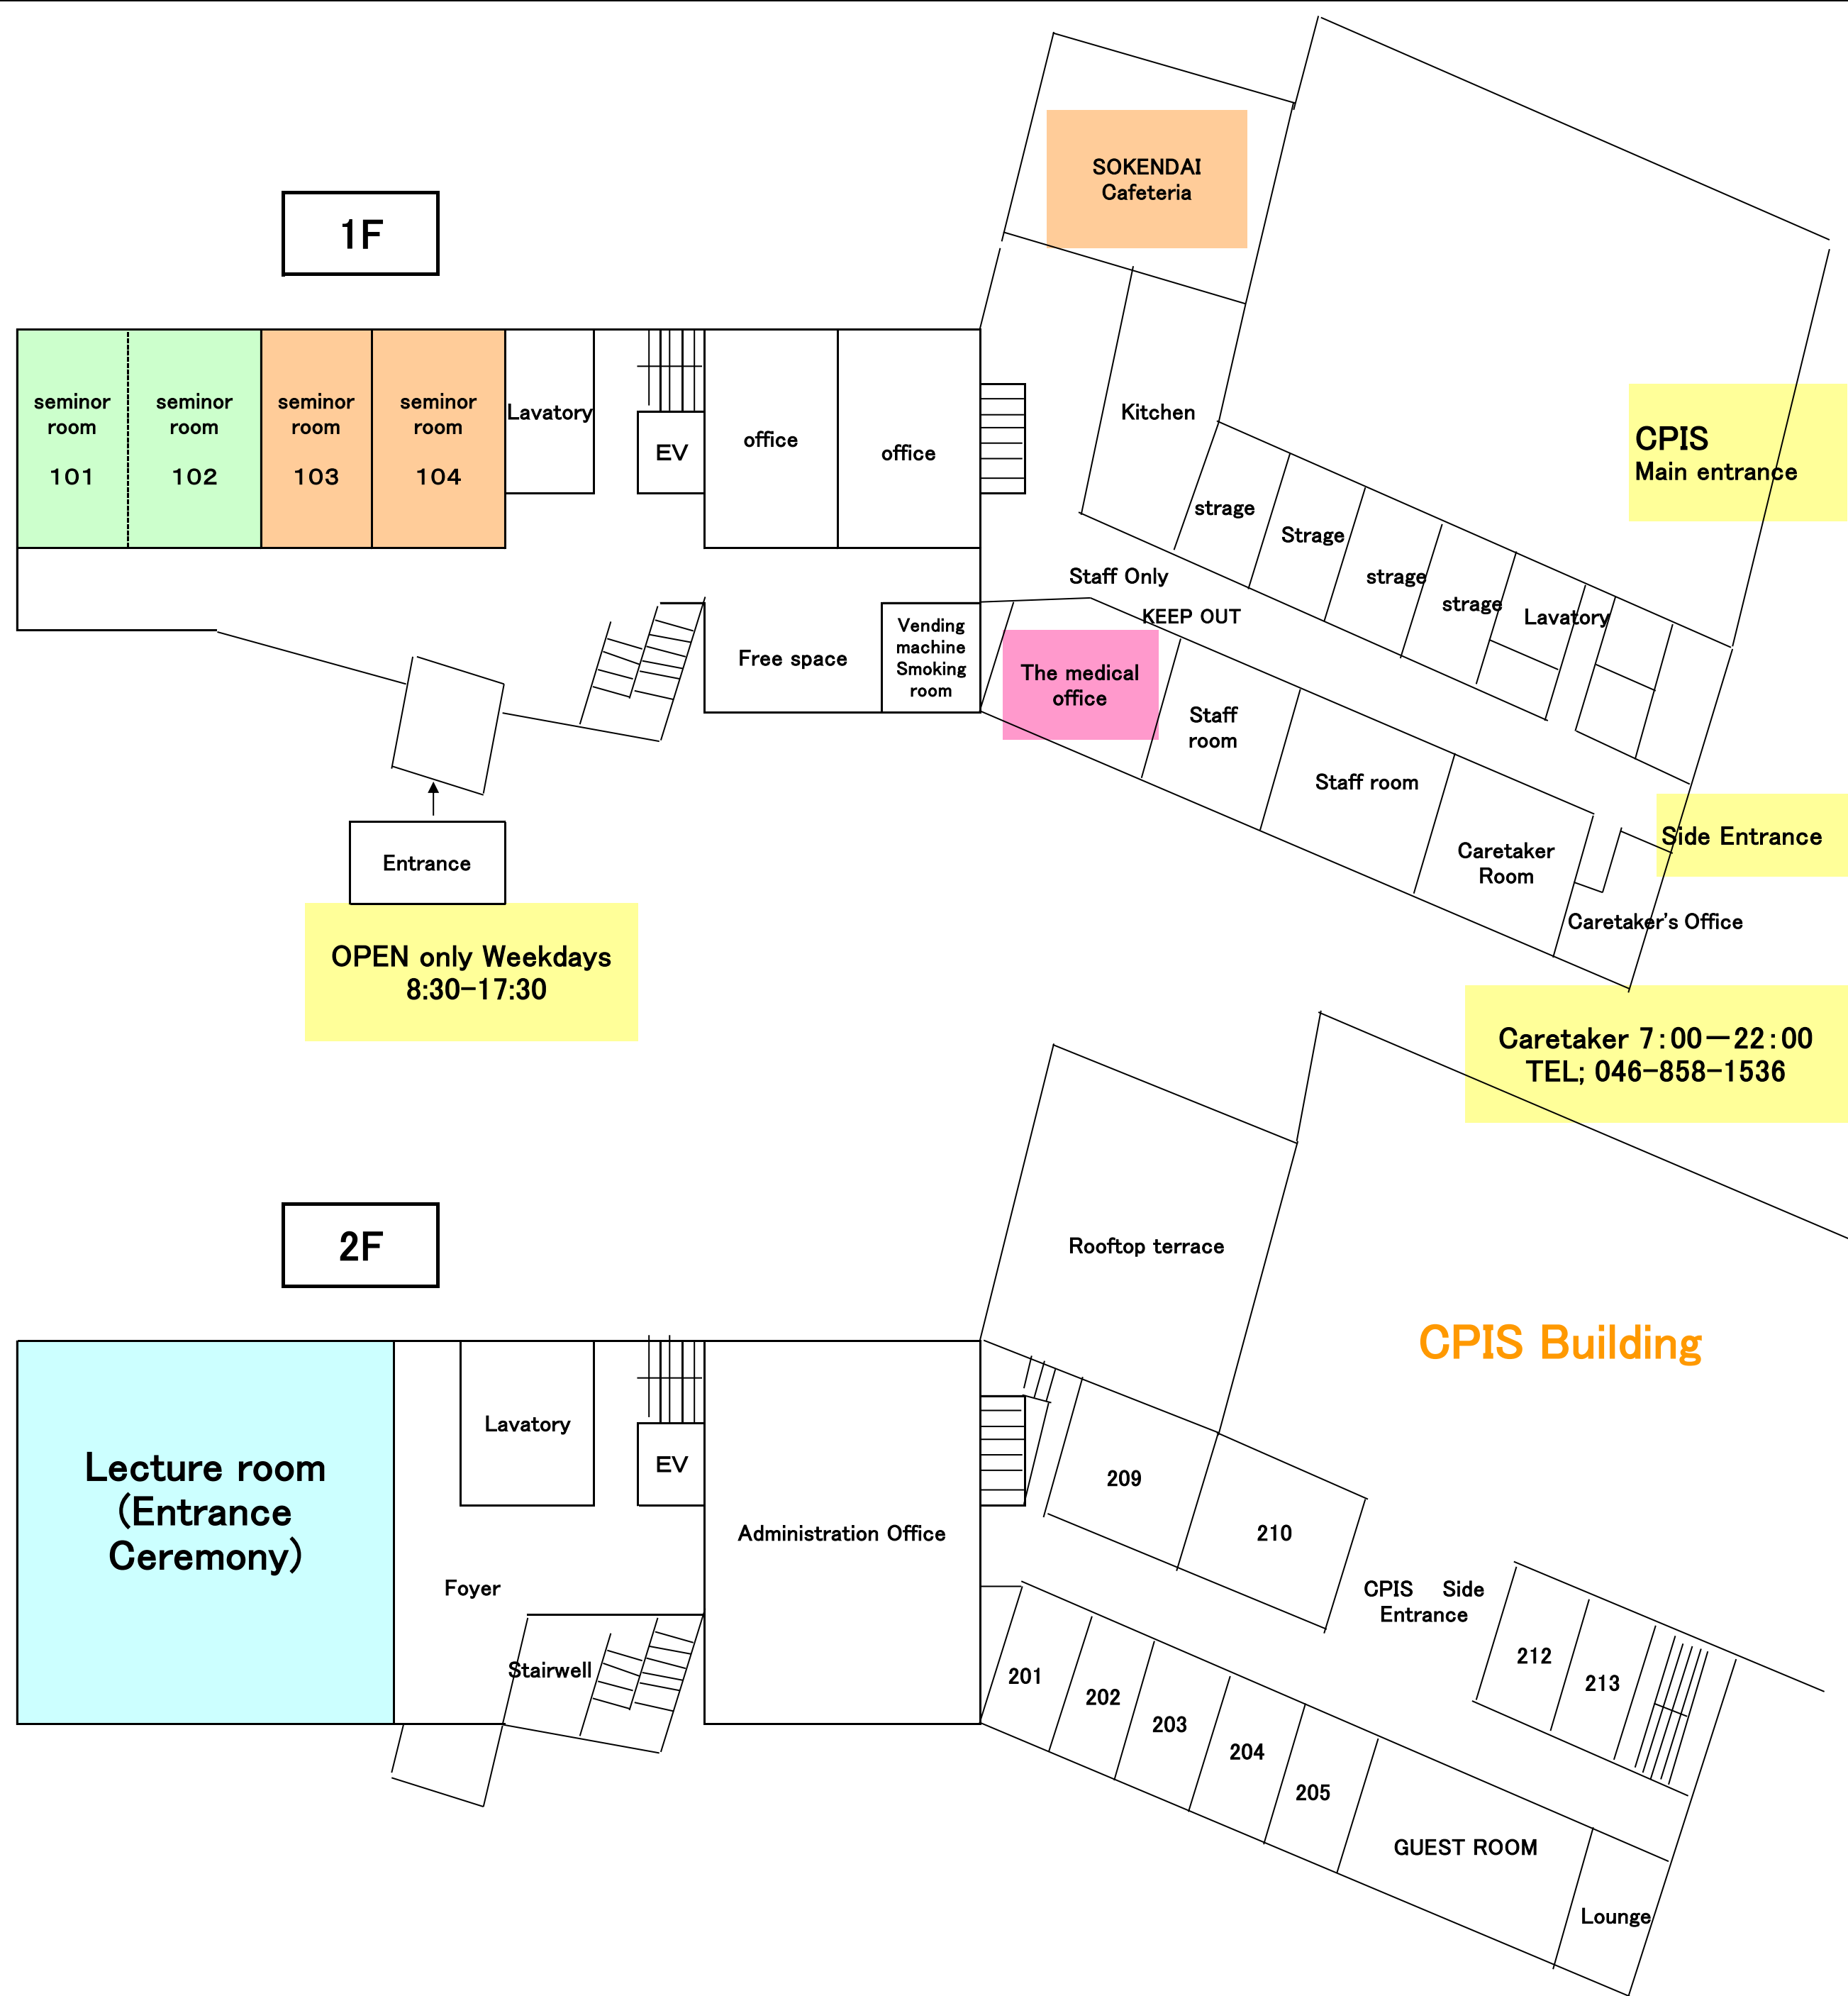 SOKENDAI
Cafeteria
1F
seminor
room
101
seminor
room
102
seminor
room
103
seminor
room
104
Lavatory
EV
office
office
Kitchen
CPIS
Main entrance
strage
Strage
strage
strage
Lavatory
Staff Only
KEEP OUT
Free space
Vending
machine
Smoking
room
The medical
office
Staff
room
Staff room
Caretaker
Room
Side Entrance
Caretaker's Office
Entrance
OPEN only Weekdays
8:30-17:30
Caretaker 7:00－22:00
TEL; 046-858-1536
2F
Rooftop terrace
CPIS Building
Lecture room
(Entrance
Ceremony)
Lavatory
EV
Administration Office
Foyer
Stairwell
209
210
CPIS Side
Entrance
212
213
201
202
203
204
205
GUEST ROOM
Lounge